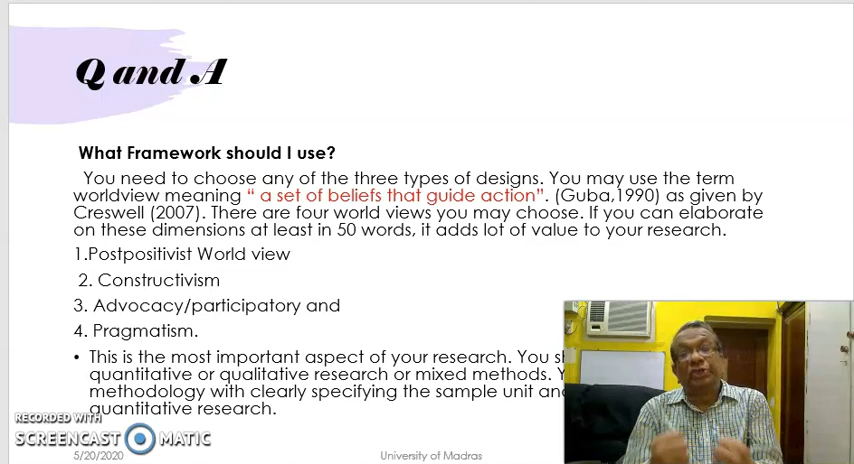 Q and A
What Framework should I use?
You need to choose any of the three types of designs. You may use the term
worldview meaning “ a set of beliefs that guide action”. (Guba,1990) as given by
Creswell (2007). There are four world views you may choose. If you can elaborate
on these dimensions at least in 50 words, it adds lot of value to your research.
1.Postpositivist World view
2. Constructivism
3. Advocacy/participatory and
4. Pragmatism.
• This is the most important aspect of your research. You
quantitative or qualitative research or mixed methods.
methodology with clearly specifying the sample unit
quantitative research.
RECORDED WITH
SCREENCAST MATIC
5/20/2020
University of Madras